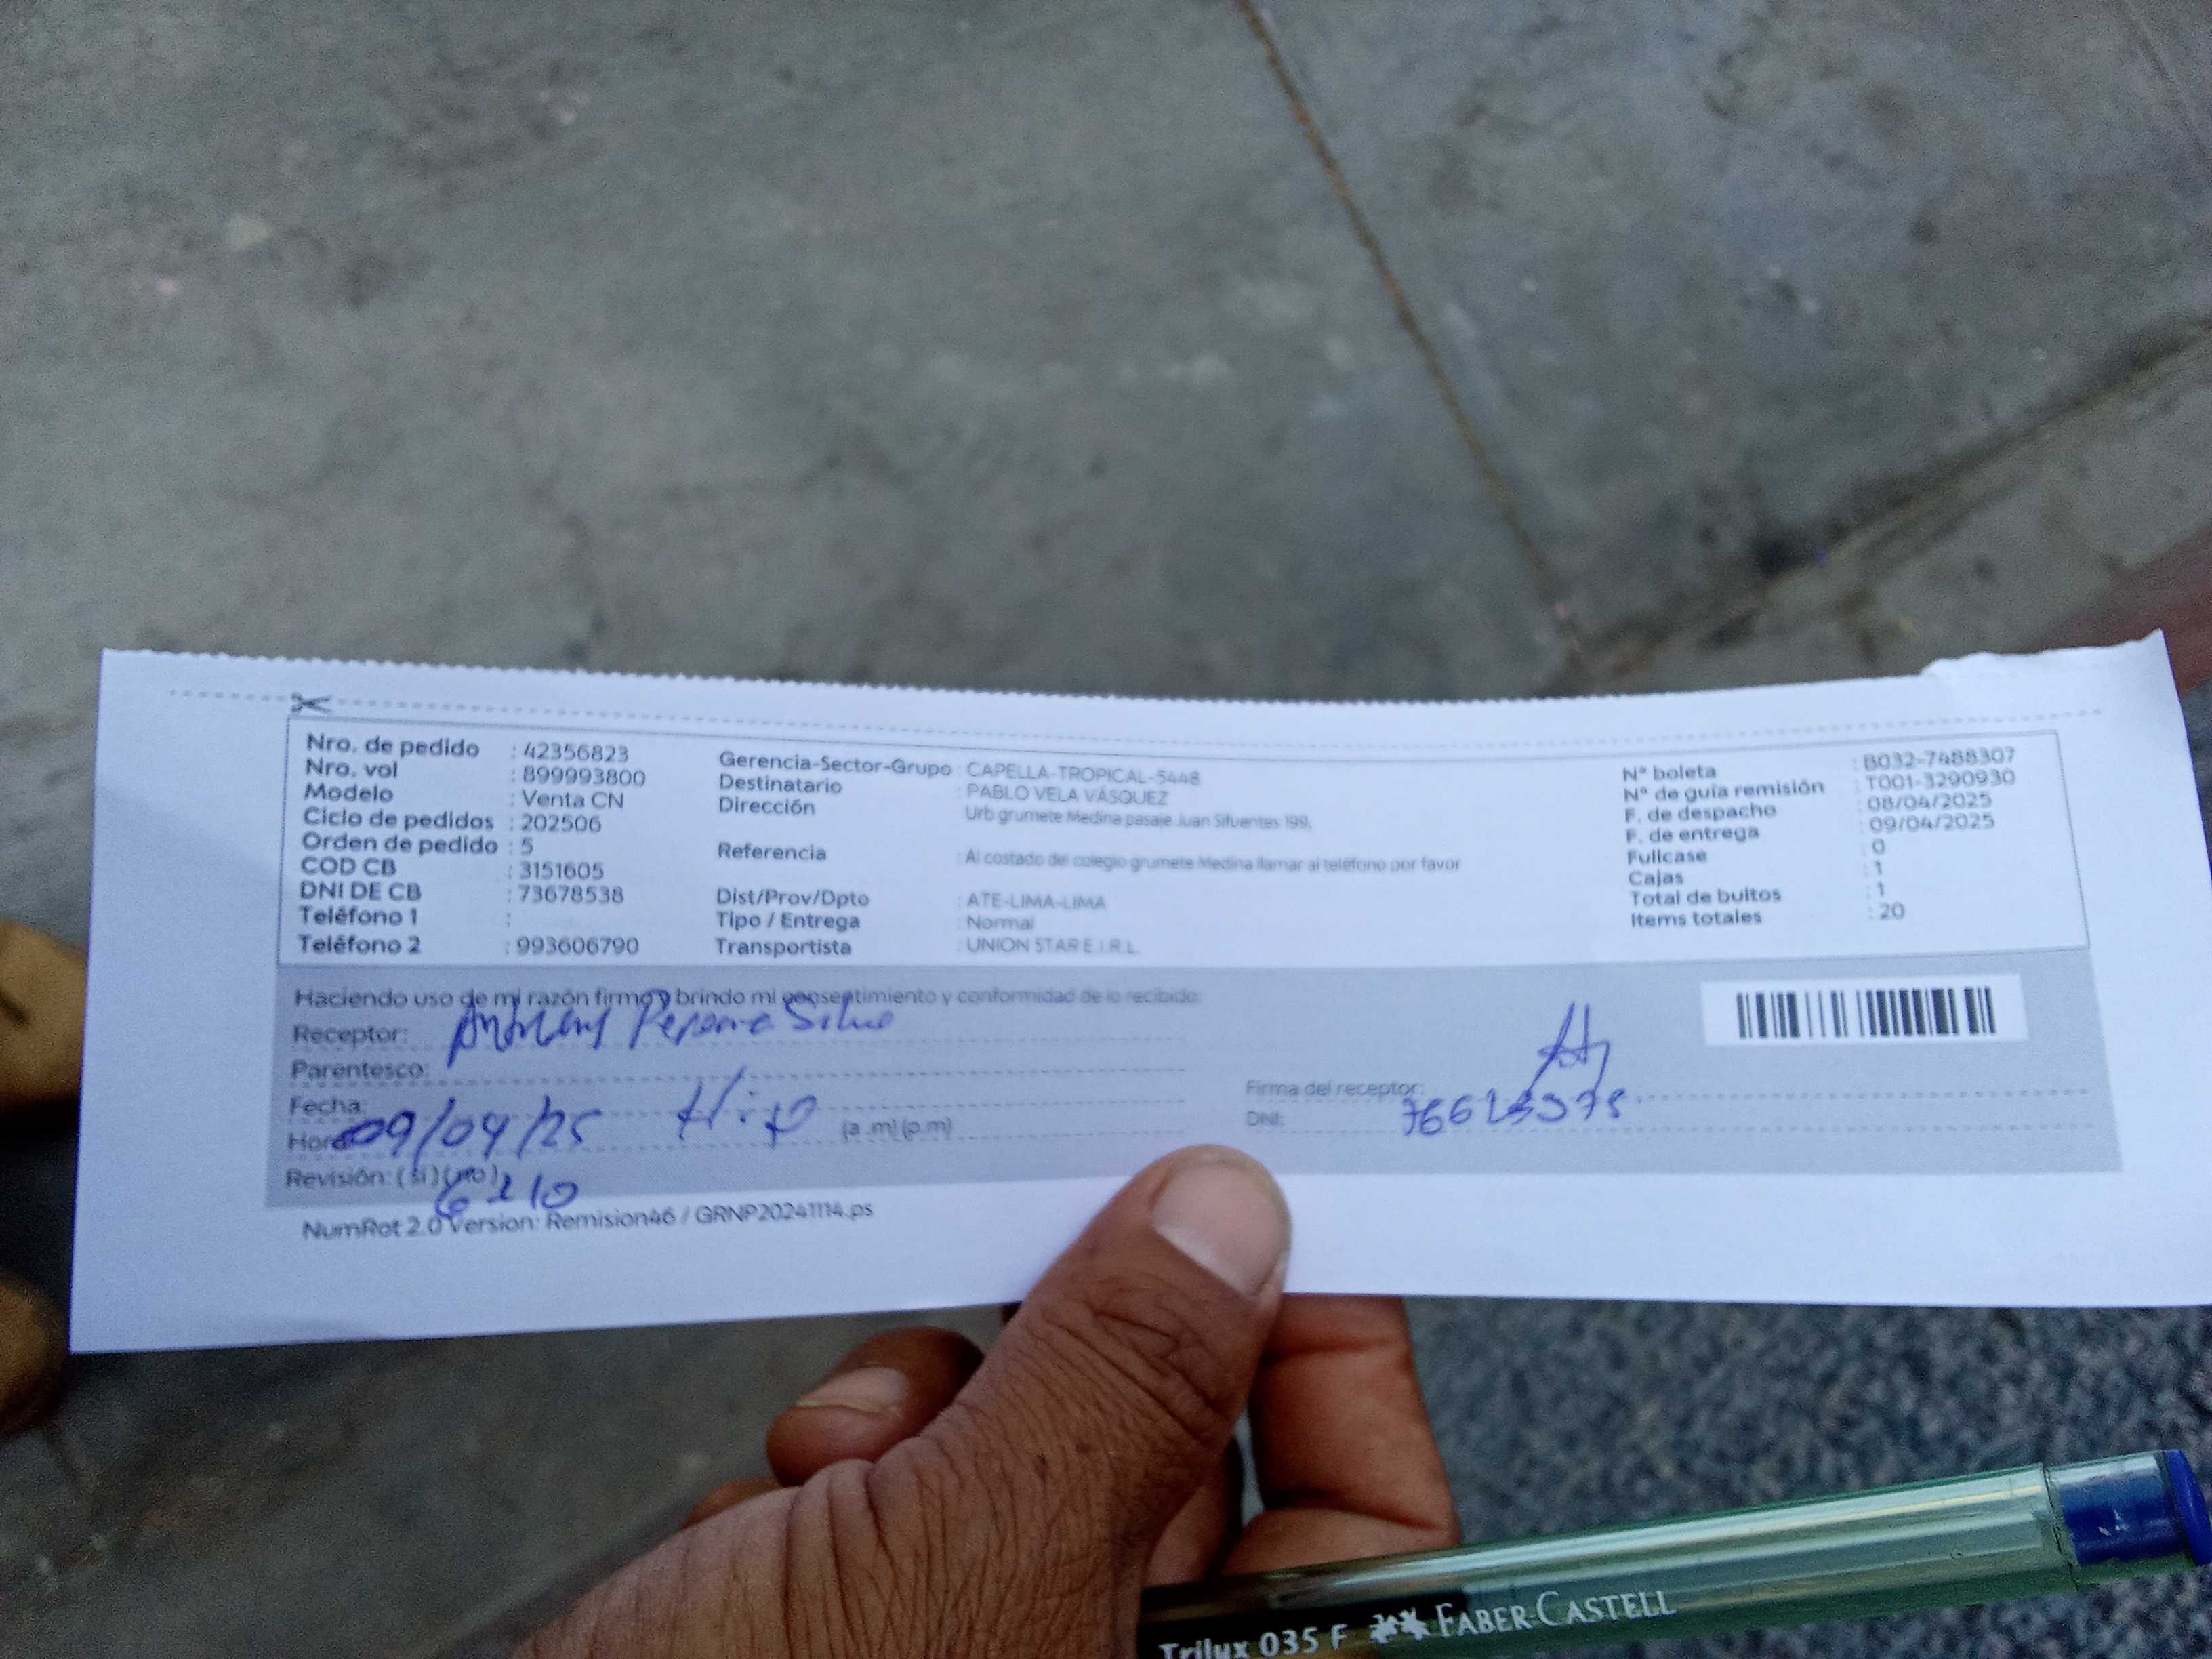 Nro. de pedido : 42356823
Nro. vol : 899993800
Modelo : Venta CN
Ciclo de pedidos : 202506
Orden de pedido : 5
COD CB : 3151605
DNI DE CB : 73678538
Teléfono 1 :
Teléfono 2 : 993606790
Gerencia-Sector-Grupo : CAPELLA-TROPICAL-5448
Destinatario : PABLO VELA VÁSQUEZ
Dirección Urb grumete Medina pasaje Juan Sifuentes 199,
Referencia : Al costado del colegio grumete Medina llamar al teléfono por favor
Dist/Prov/Dpto : ATE-LIMA-LIMA
Tipo / Entrega : Normal
Transportista : UNION STAR E.I.R.L.
N° boleta : B032-7488307
N° de guía remisión : T001-3290930
F. de despacho : 08/04/2025
F. de entrega : 09/04/2025
Fullcase : 0
Cajas : 1
Total de bultos : 1
Items totales : 20
Haciendo uso de mi razón firmo y brindo mi consentimiento y conformidad de lo recibido:
Receptor:
Parentesco:
Fecha:
Hora: 09/04/25 (a .m) (p.m)
Revisión: ( si ) ( no )
Firma del receptor:
DNI:
NumRot 2.0 Version: Remision46 / GRNP20241114.ps
Trilux 035 F FABER-CASTELL